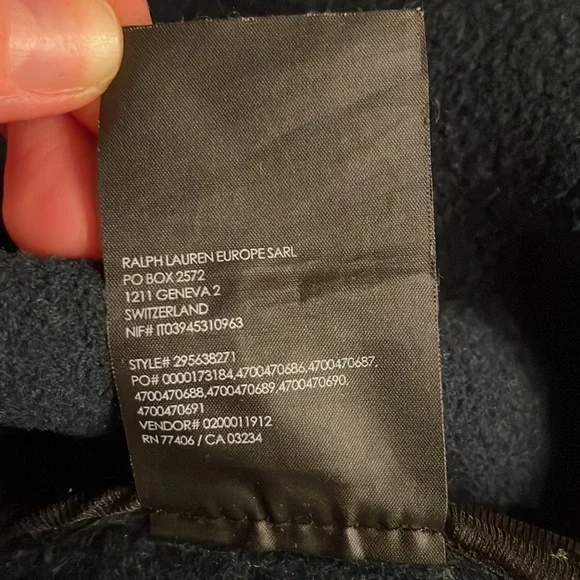 RALPH LAUREN EUROPE SARL
PO BOX 2572
1211 GENEVA 2
SWITZERLAND
NIF# IT03945310963
STYLE# 295638271
PO# 0000173184,4700470686,4700470687,
4700470688,4700470689,4700470690,
4700470691
VENDOR# 0200011912
RN 77406 / CA 03234